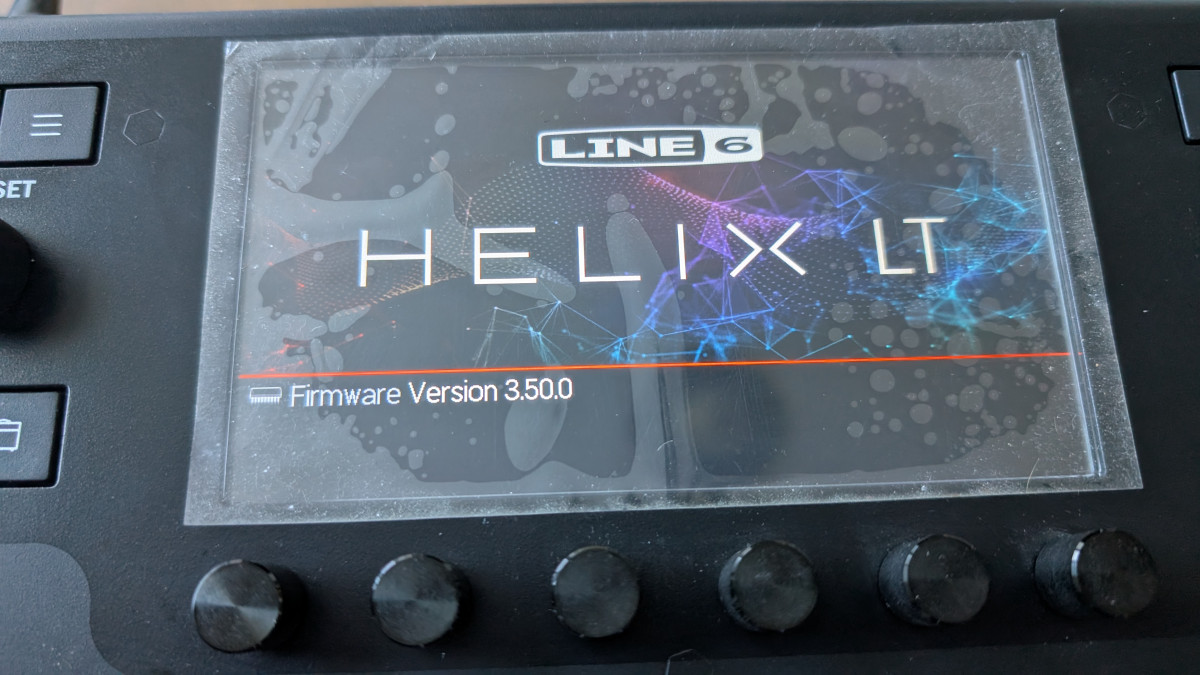 LINE 6
HELIX LT
SET
Firmware Version 3.50.0